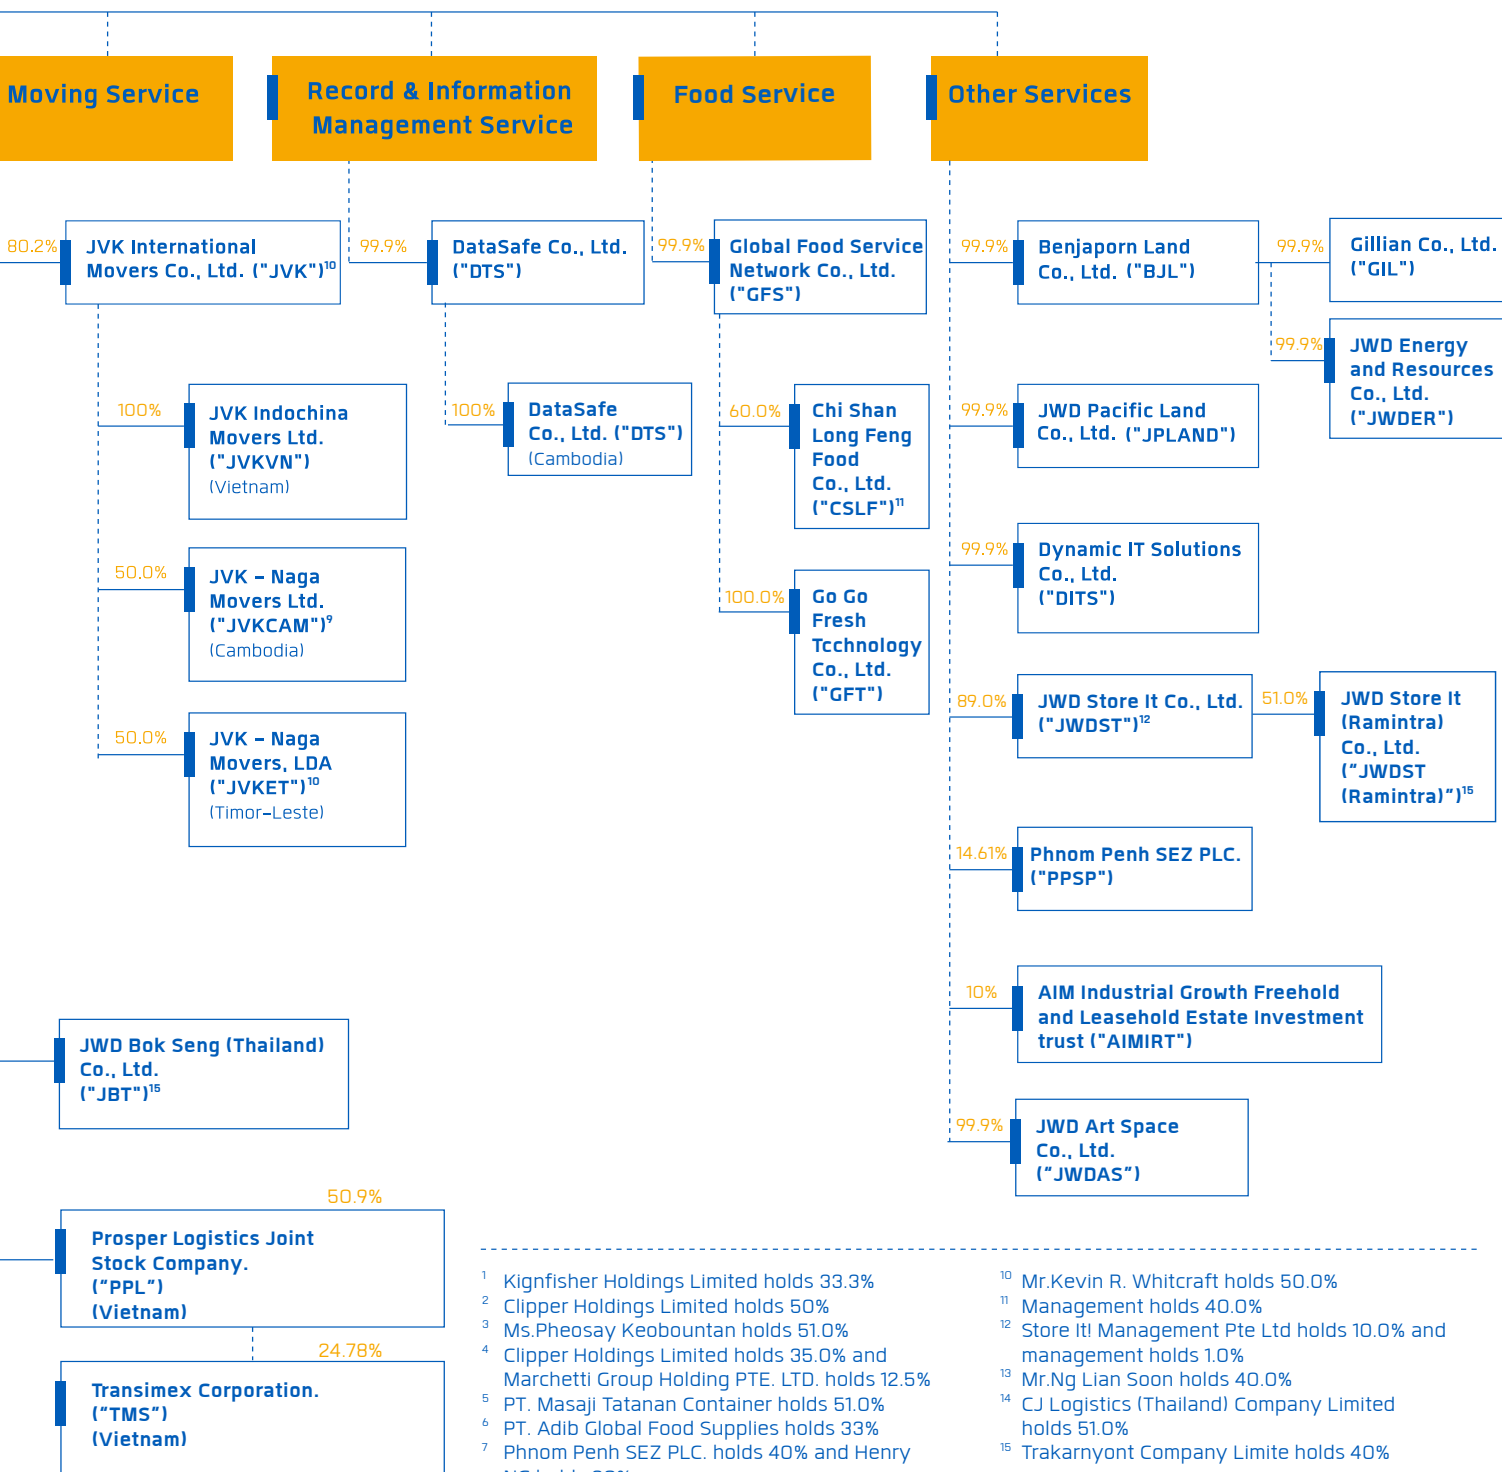 Moving Service
Record & Information
Management Service
Food Service
Other Services
80.2%
JVK International
Movers Co., Ltd. ("JVK")10
100%
JVK Indochina
Movers Ltd.
("JVKVN")
(Vietnam)
50.0%
JVK – Naga
Movers Ltd.
("JVKCAM")9
(Cambodia)
50.0%
JVK – Naga
Movers, LDA
("JVKET")10
(Timor–Leste)
99.9%
DataSafe Co., Ltd.
("DTS")
100%
DataSafe
Co., Ltd. ("DTS")
(Cambodia)
99.9%
Global Food Service
Network Co., Ltd.
("GFS")
60.0%
Chi Shan
Long Feng
Food
Co., Ltd.
("CSLF")11
100.0%
Go Go
Fresh
Tcchnology
Co., Ltd.
("GFT")
99.9%
Benjaporn Land
Co., Ltd. ("BJL")
99.9%
Gillian Co., Ltd.
("GIL")
99.9%
JWD Energy
and Resources
Co., Ltd.
("JWDER")
99.9%
JWD Pacific Land
Co., Ltd. ("JPLAND")
99.9%
Dynamic IT Solutions
Co., Ltd.
("DITS")
89.0%
JWD Store It Co., Ltd.
("JWDST")12
51.0%
JWD Store It
(Ramintra)
Co., Ltd.
("JWDST
(Ramintra)")15
14.61%
Phnom Penh SEZ PLC.
("PPSP")
10%
AIM Industrial Growth Freehold
and Leasehold Estate Investment
trust ("AIMIRT")
99.9%
JWD Art Space
Co., Ltd.
("JWDAS")
JWD Bok Seng (Thailand)
Co., Ltd.
("JBT")15
50.9%
Prosper Logistics Joint
Stock Company.
("PPL")
(Vietnam)
24.78%
Transimex Corporation.
("TMS")
(Vietnam)
1 Kignfisher Holdings Limited holds 33.3%
2 Clipper Holdings Limited holds 50%
3 Ms.Pheosay Keobountan holds 51.0%
4 Clipper Holdings Limited holds 35.0% and
Marchetti Group Holding PTE. LTD. holds 12.5%
5 PT. Masaji Tatanan Container holds 51.0%
6 PT. Adib Global Food Supplies holds 33%
7 Phnom Penh SEZ PLC. holds 40% and Henry
10 Mr.Kevin R. Whitcraft holds 50.0%
11 Management holds 40.0%
12 Store It! Management Pte Ltd holds 10.0% and
management holds 1.0%
13 Mr.Ng Lian Soon holds 40.0%
14 CJ Logistics (Thailand) Company Limited
holds 51.0%
15 Trakarnyont Company Limite holds 40%